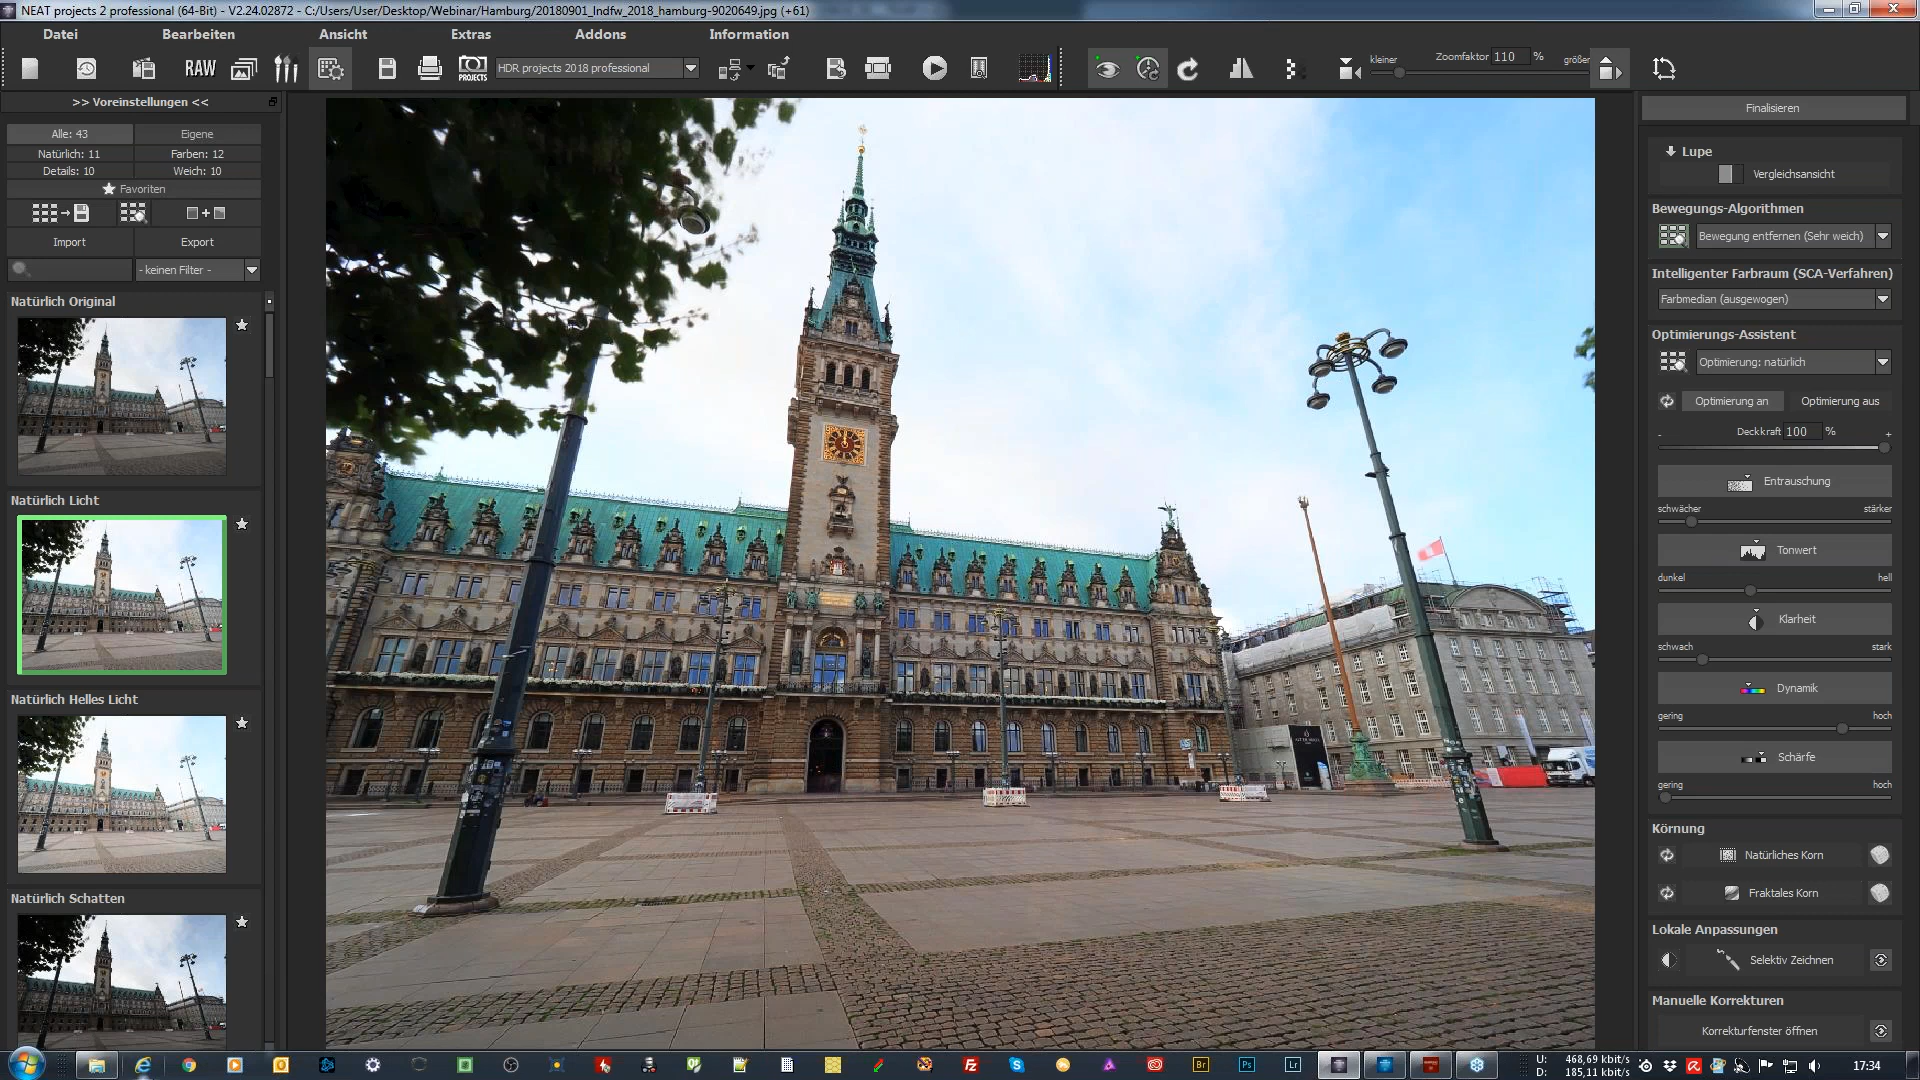 NEAT projects 2 professional (64-Bit) - V2.24.02872 - C:/Users/User/Desktop/Webinar/Hamburg/20180901_lndfw_2018_hamburg-9020649.jpg (+61)
Datei Bearbeiten Ansicht Extras Addons Information
RAW
PROJECTS
HDR projects 2018 professional
kleiner
Zoomfaktor 110 %
größer
>> Voreinstellungen <<
Alle: 43 Eigene
Natürlich: 11 Farben: 12
Details: 10 Weich: 10
Favoriten
Import Export
- keinen Filter -
Natürlich Original
Natürlich Licht
Natürlich Helles Licht
Natürlich Schatten
Finalisieren
Lupe
Vergleichsansicht
Bewegungs-Algorithmen
Bewegung entfernen (Sehr weich)
Intelligenter Farbraum (SCA-Verfahren)
Farbmedian (ausgewogen)
Optimierungs-Assistent
Optimierung: natürlich
Optimierung an Optimierung aus
Deckkraft 100 %
- +
Entrauschung
schwächer stärker
Tonwert
dunkel hell
Klarheit
schwach stark
Dynamik
gering hoch
Schärfe
gering hoch
Körnung
Natürliches Korn
Fraktales Korn
Lokale Anpassungen
Selektiv Zeichnen
Manuelle Korrekturen
Korrekturfenster öffnen
Fz
Br
Ps
Lr
U: 468,69 kbit/s
D: 185,11 kbit/s
17:34